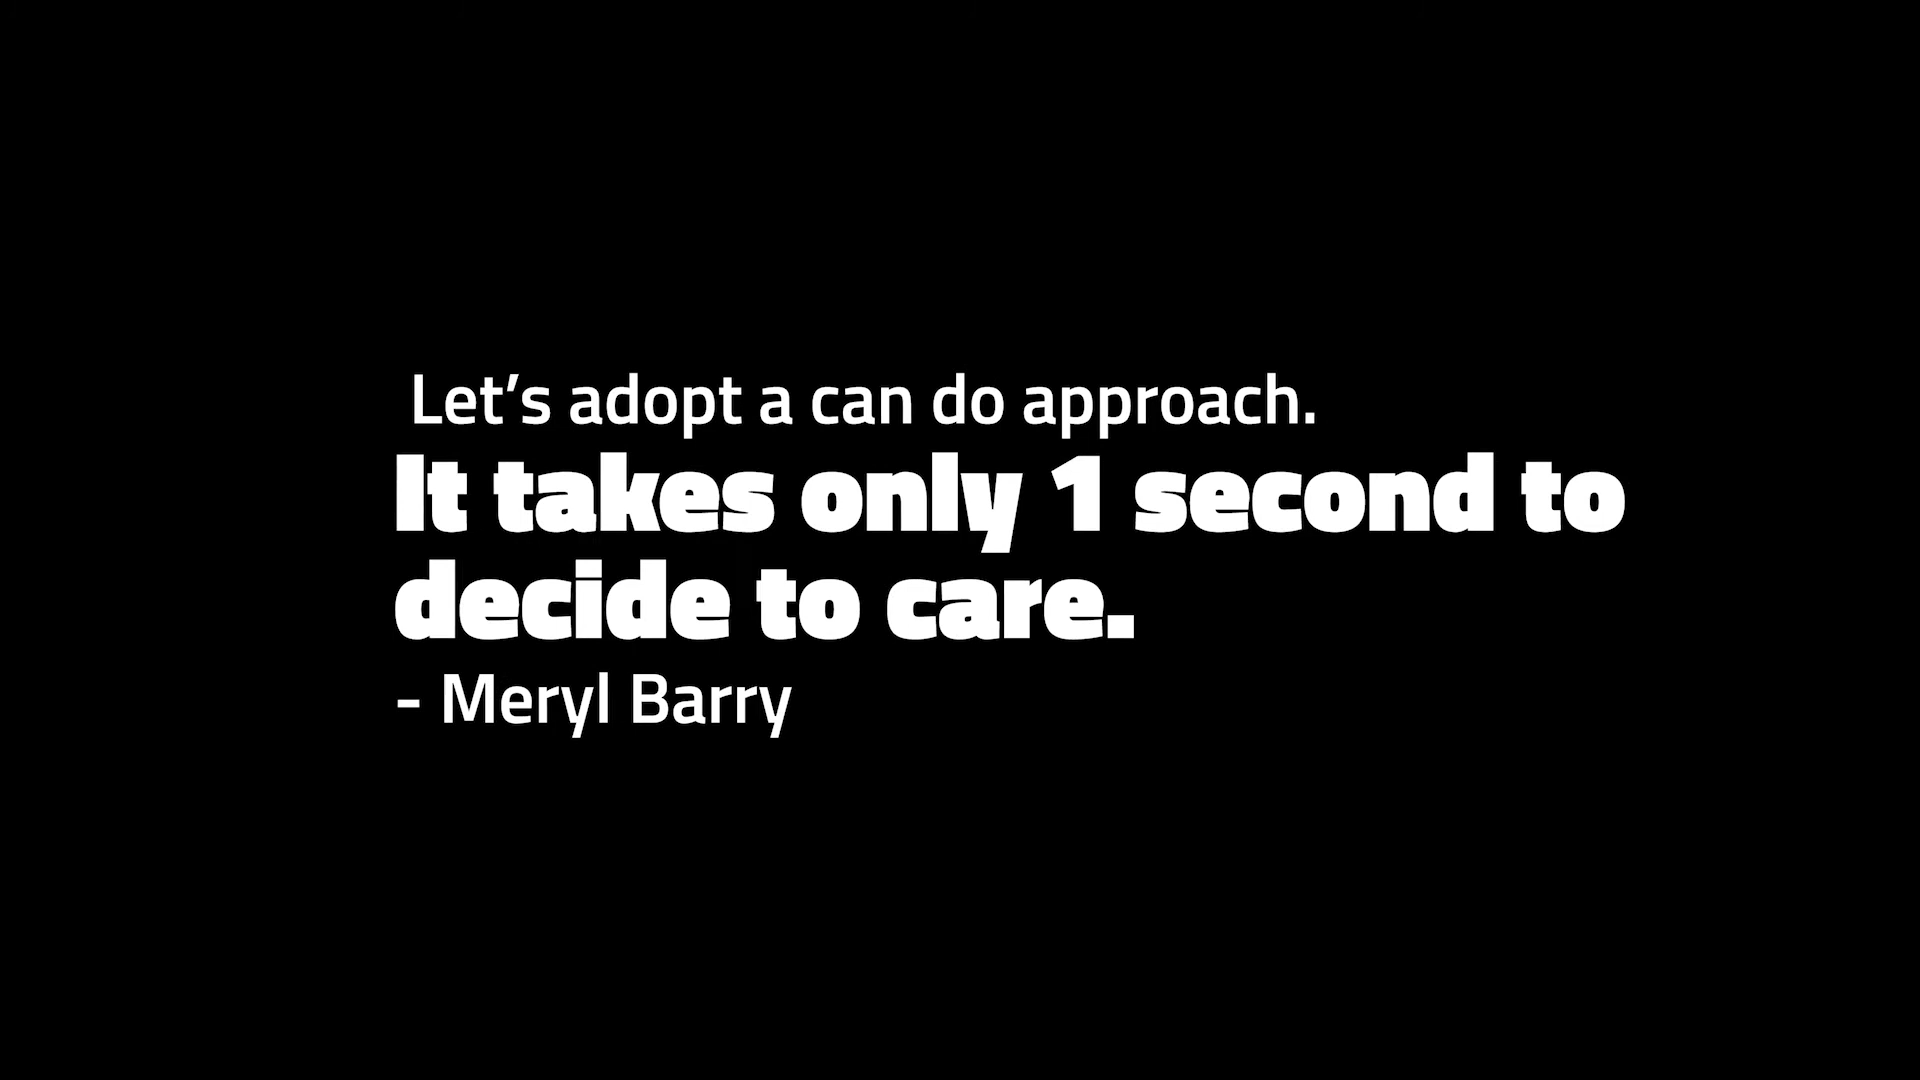 Let’s adopt a can do approach.
It takes only 1 second to
decide to care.
- Meryl Barry